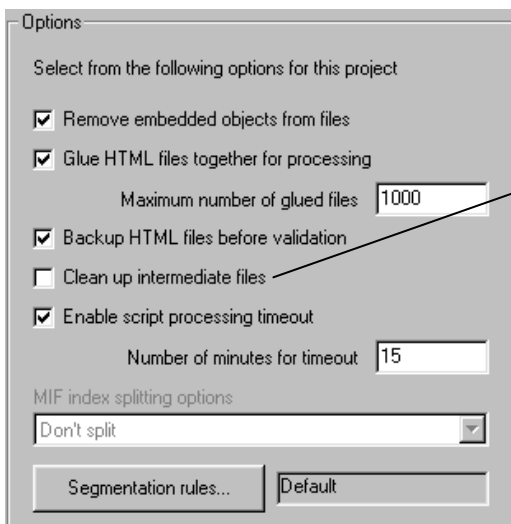 Options
Select from the following options for this project
Remove embedded objects from files
Glue HTML files together for processing
Maximum number of glued files 1000
Backup HTML files before validation
Clean up intermediate files
Enable script processing timeout
Number of minutes for timeout 15
MIF index splitting options
Don't split
Segmentation rules... Default